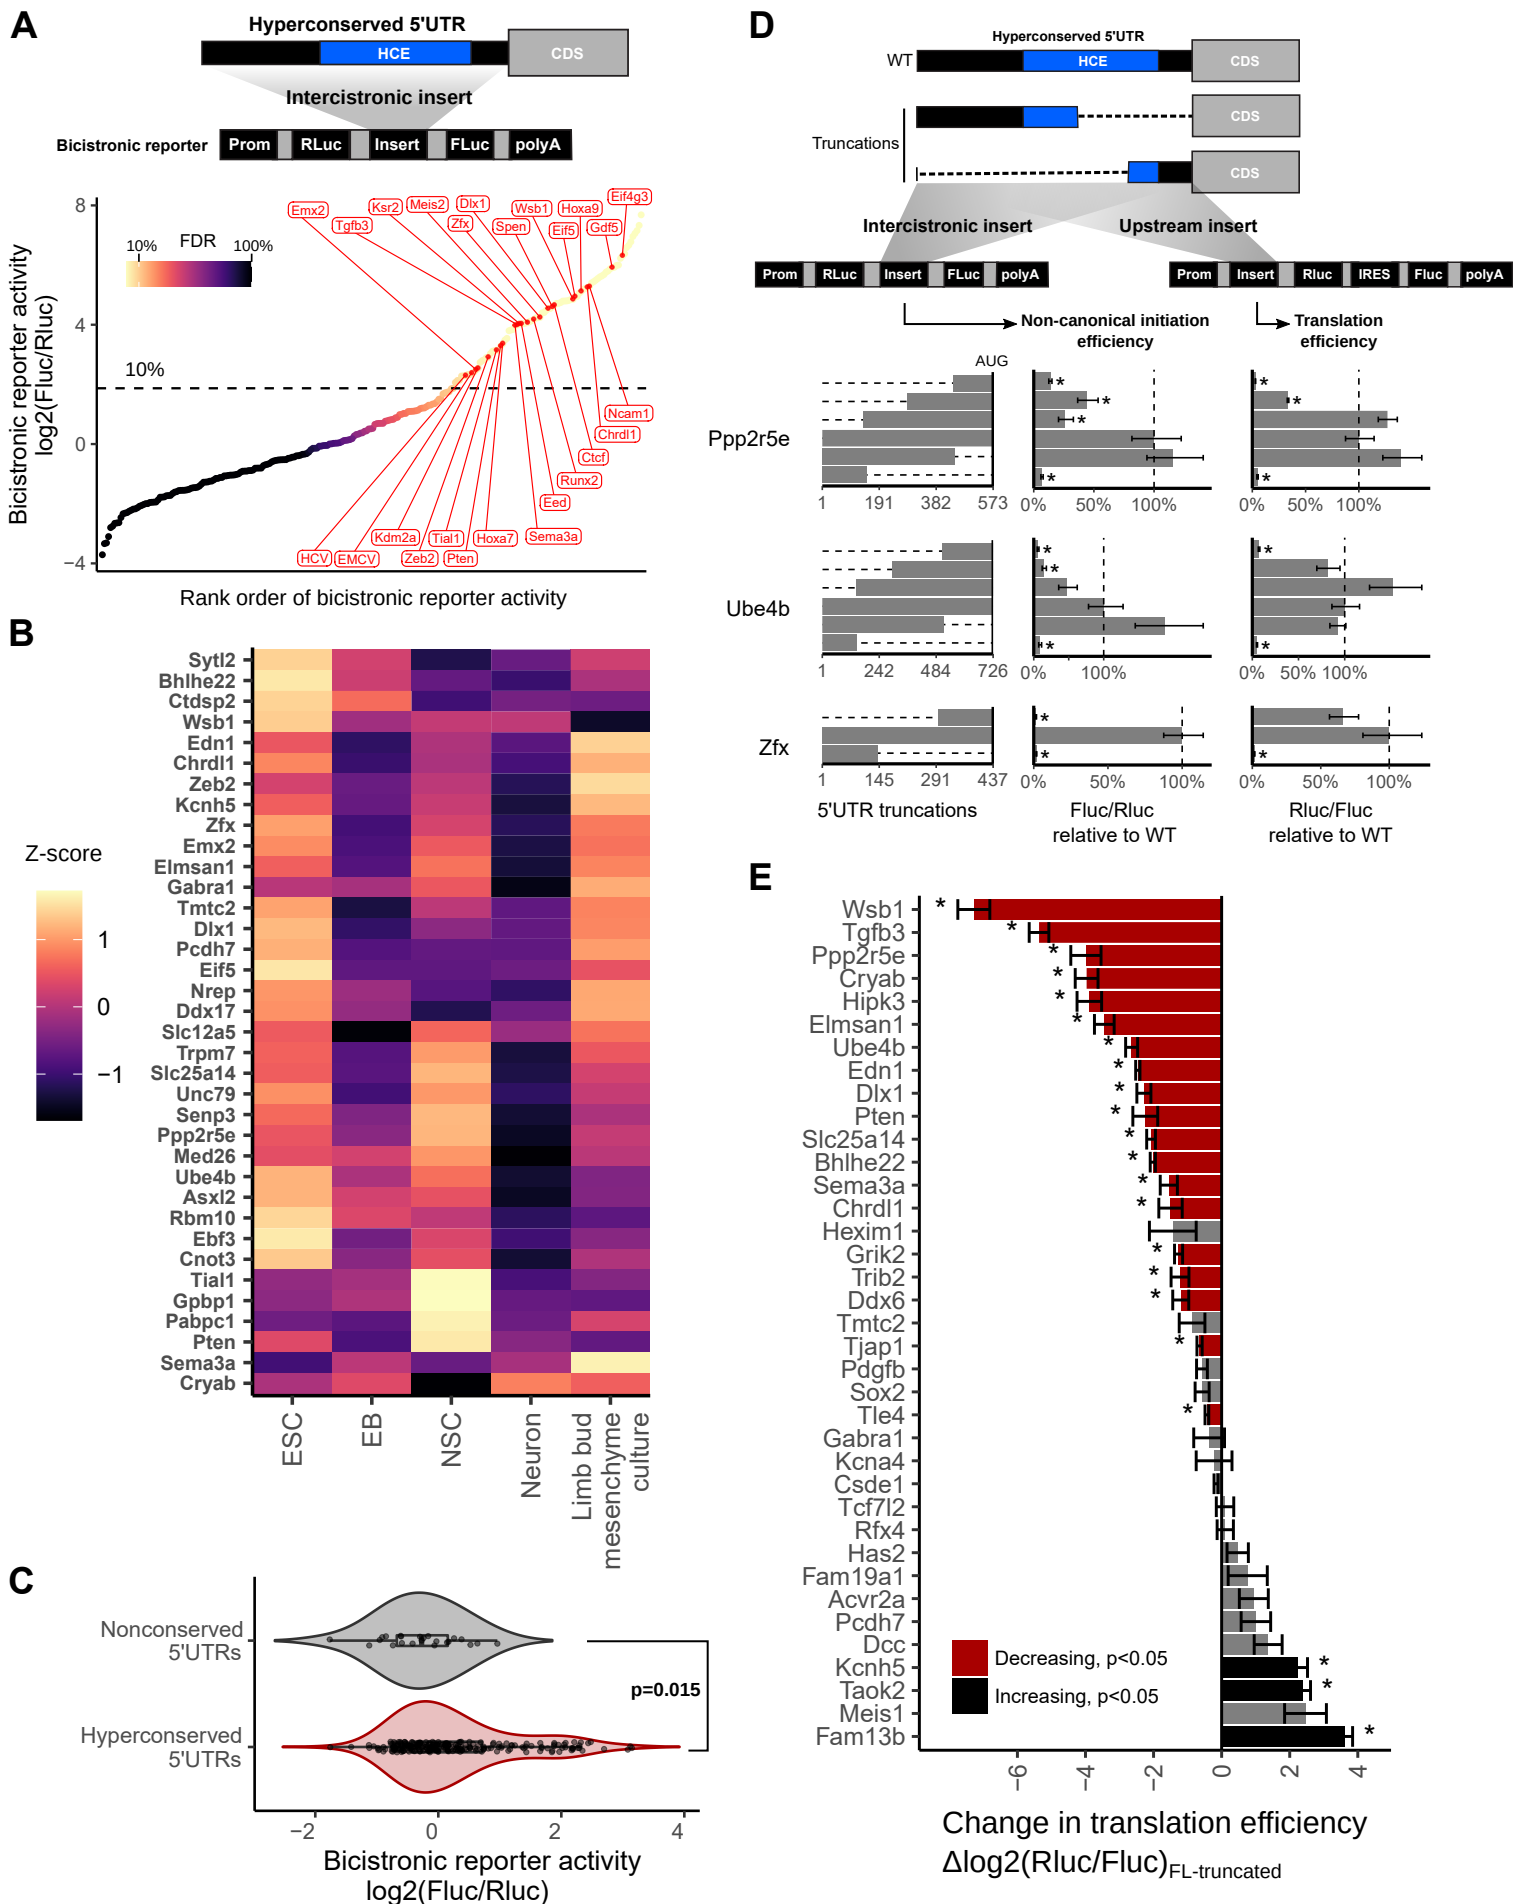 A
Hyperconserved 5'UTR
HCE
CDS
Intercistronic insert
Bicistronic reporter
Prom
RLuc
Insert
FLuc
polyA
Bicistronic reporter activity
log2(Fluc/Rluc)
8
4
0
−4
FDR
10%
100%
10%
Emx2
Tgfb3
Ksr2
Meis2
Zfx
Dlx1
Spen
Wsb1
Eif5
Hoxa9
Gdf5
Eif4g3
Ncam1
Chrdl1
Ctcf
Runx2
Eed
Sema3a
HCV
EMCV
Kdm2a
Zeb2
Tial1
Pten
Hoxa7
Rank order of bicistronic reporter activity
B
Z-score
1
0
−1
Sytl2
Bhlhe22
Ctdsp2
Wsb1
Edn1
Chrdl1
Zeb2
Kcnh5
Zfx
Emx2
Elmsan1
Gabra1
Tmtc2
Dlx1
Pcdh7
Eif5
Nrep
Ddx17
Slc12a5
Trpm7
Slc25a14
Unc79
Senp3
Ppp2r5e
Med26
Ube4b
Asxl2
Rbm10
Ebf3
Cnot3
Tial1
Gpbp1
Pabpc1
Pten
Sema3a
Cryab
ESC
EB
NSC
Neuron
Limb bud
mesenchyme
culture
C
Nonconserved
5'UTRs
Hyperconserved
5'UTRs
p=0.015
−2
0
2
4
Bicistronic reporter activity
log2(Fluc/Rluc)
D
Hyperconserved 5'UTR
WT
HCE
CDS
Truncations
CDS
CDS
Intercistronic insert
Upstream insert
Prom
RLuc
Insert
FLuc
polyA
Prom
Insert
Rluc
IRES
Fluc
polyA
Non-canonical initiation
efficiency
Translation
efficiency
AUG
Ppp2r5e
* * * *
* * *
1 191 382 573
0% 50% 100%
0% 50% 100%
Ube4b
* * *
* *
1 242 484 726
0% 100%
0% 50% 100%
Zfx
* *
*
1 145 291 437
0% 50% 100%
0% 50% 100%
5'UTR truncations
Fluc/Rluc
relative to WT
Rluc/Fluc
relative to WT
E
Wsb1 *
Tgfb3 *
Ppp2r5e *
Cryab *
Hipk3 *
Elmsan1 *
Ube4b *
Edn1 *
Dlx1 *
Pten *
Slc25a14 *
Bhlhe22 *
Sema3a *
Chrdl1 *
Hexim1
Grik2 *
Trib2 *
Ddx6 *
Tmtc2
Tjap1 *
Pdgfb
Sox2
Tle4 *
Gabra1
Kcna4
Csde1
Tcf7l2
Rfx4
Has2
Fam19a1
Acvr2a
Pcdh7
Dcc
Kcnh5 *
Taok2 *
Meis1
Fam13b *
Decreasing, p<0.05
Increasing, p<0.05
−6
−4
−2
0
2
4
Change in translation efficiency
Δlog2(Rluc/Fluc)FL-truncated